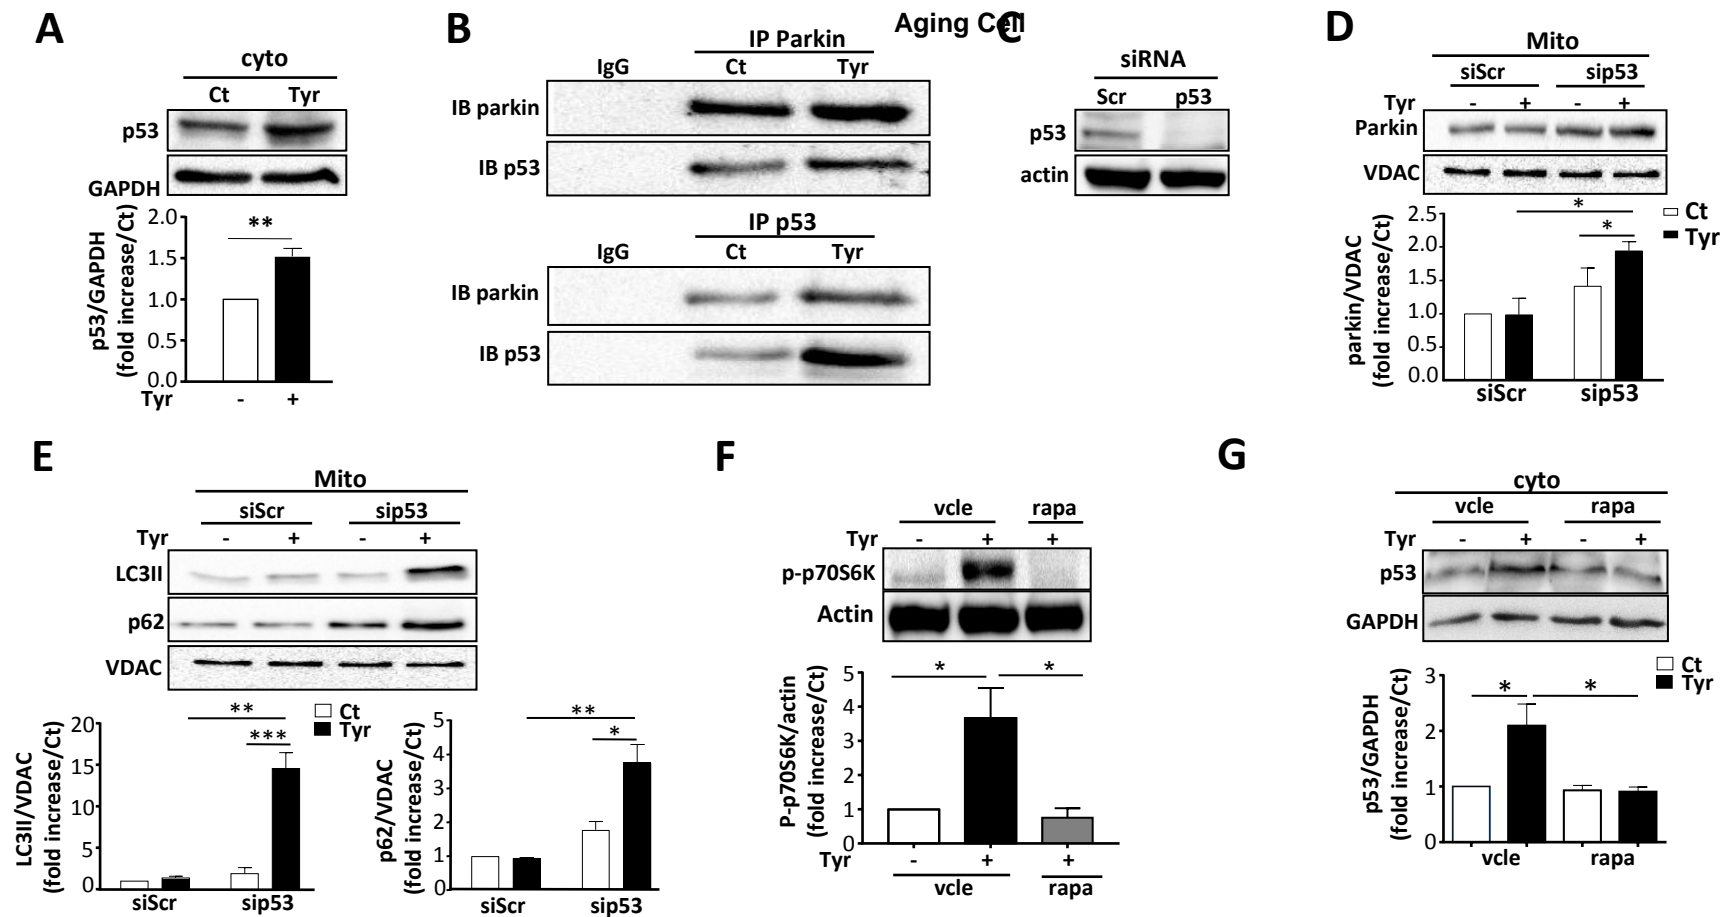 Aging Cell
A
cyto
Ct Tyr
p53
GAPDH
p53/GAPDH
(fold increase/Ct)
2.0
**
1.5
1.0
0.5
0.0
Tyr - +
B
IP Parkin
IgG Ct Tyr
IB parkin
IB p53
IP p53
IgG Ct Tyr
IB parkin
IB p53
C
siRNA
Scr p53
p53
actin
D
Mito
siScr sip53
Tyr - + - +
Parkin
VDAC
parkin/VDAC
(fold increase/Ct)
2.5
2.0
1.5
1.0
0.5
0.0
*
*
Ct
Tyr
siScr sip53
E
Mito
siScr sip53
Tyr - + - +
LC3II
p62
VDAC
LC3II/VDAC
(fold increase/Ct)
20
15
10
5
0
**
***
Ct
Tyr
siScr sip53
p62/VDAC
(fold increase/Ct)
5
4
3
2
1
0
**
*
siScr sip53
F
vcle rapa
Tyr - + +
p-p70S6K
Actin
P-p70S6K/actin
(fold increase/Ct)
5
4
3
2
1
0
* *
Tyr - + +
vcle rapa
G
cyto
vcle rapa
Tyr - + - +
p53
GAPDH
p53/GAPDH
(fold increase/Ct)
3
2
1
0
* *
Ct
Tyr
vcle rapa